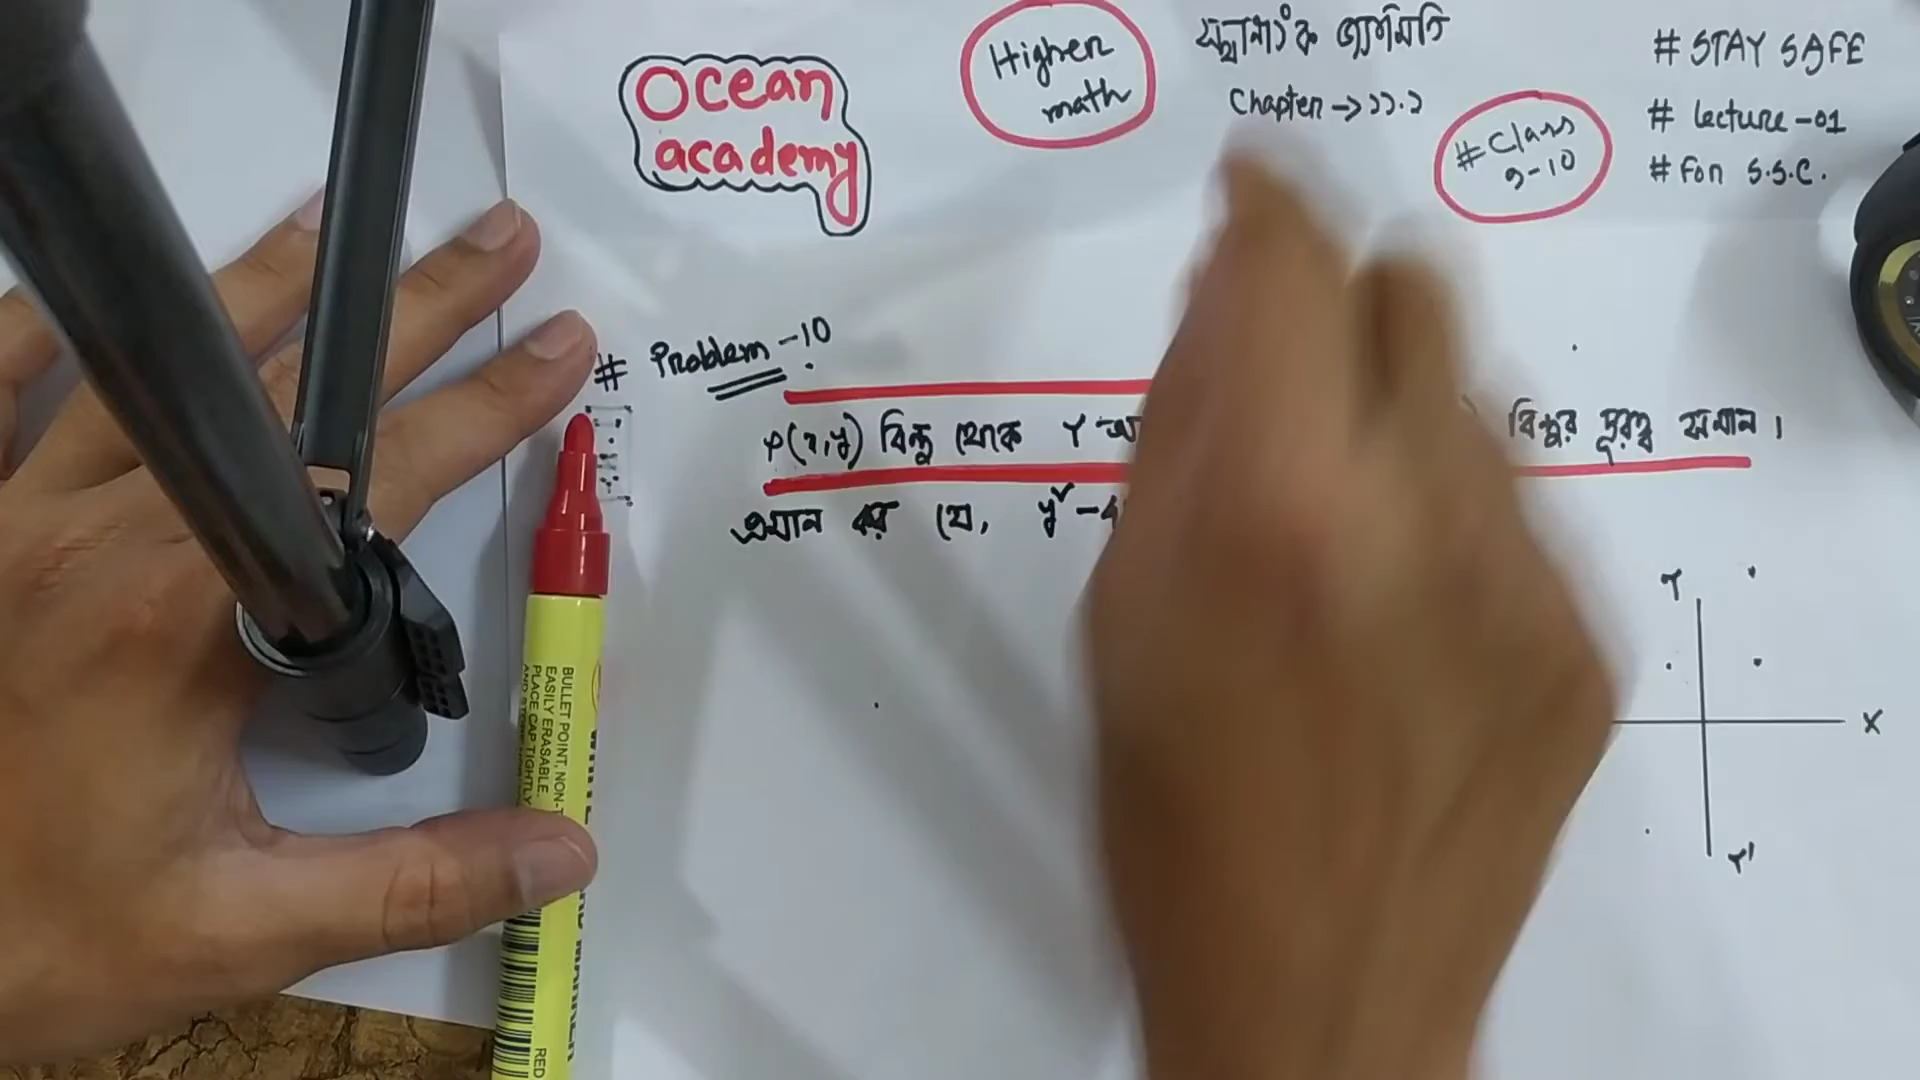 Ocean
academy
Higher
math
স্থানাংক জ্যামিতি
Chapter → ১১.১
# Class
9-10
# STAY SAFE
# lecture -01
# For S.S.C.
# Problem -10
P(x,y) বিন্দু থেকে Y
বিন্দুর দূরত্ব সমান।
প্রমান কর যে, y² - 4
Y
X
Y'
BULLET POINT, NON-
EASILY ERASABLE.
PLACE CAP TIGHTLY
RED